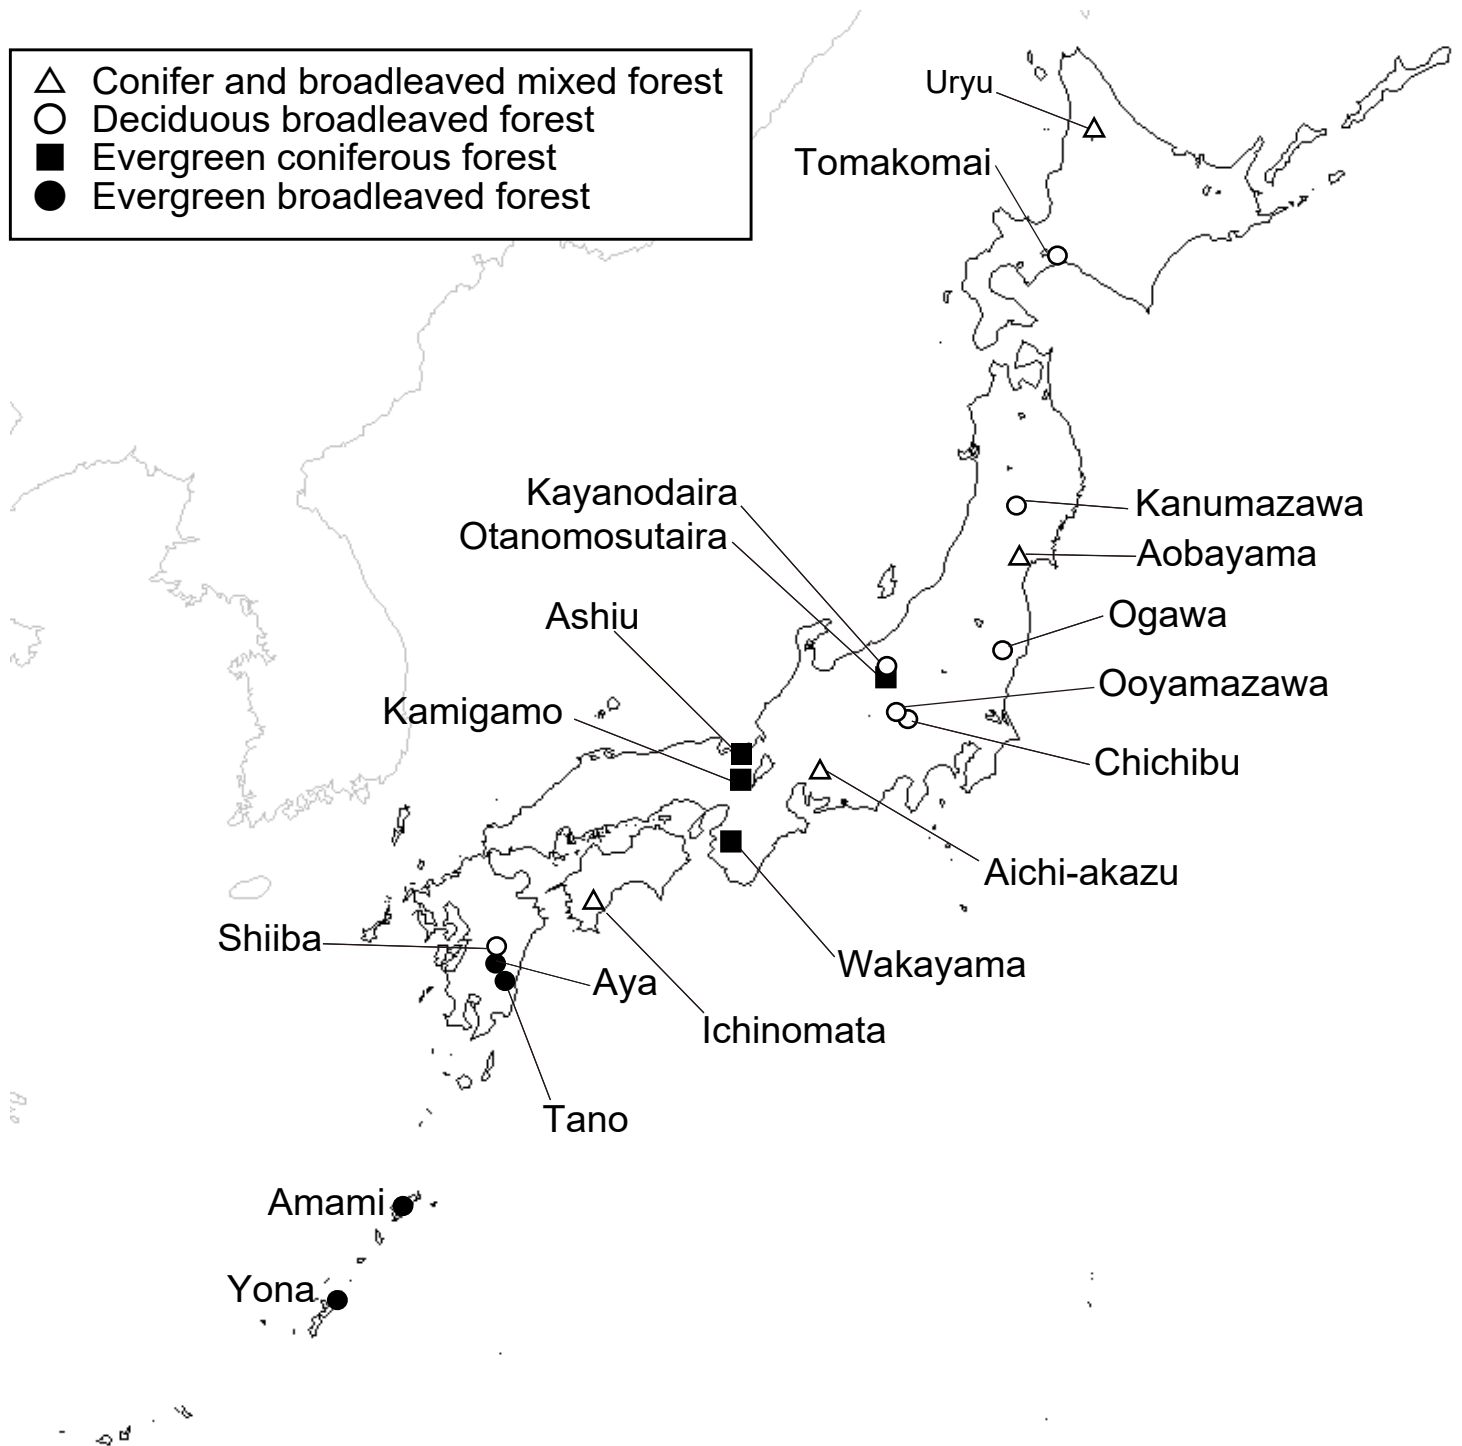 Conifer and broadleaved mixed forest
Deciduous broadleaved forest
Evergreen coniferous forest
Evergreen broadleaved forest
Uryu
Tomakomai
Kayanodaira
Kanumazawa
Otanomosutaira
Aobayama
Ashiu
Ogawa
Ooyamazawa
Kamigamo
Chichibu
Aichi-akazu
Shiiba
Wakayama
Aya
Ichinomata
Tano
Amami
Yona